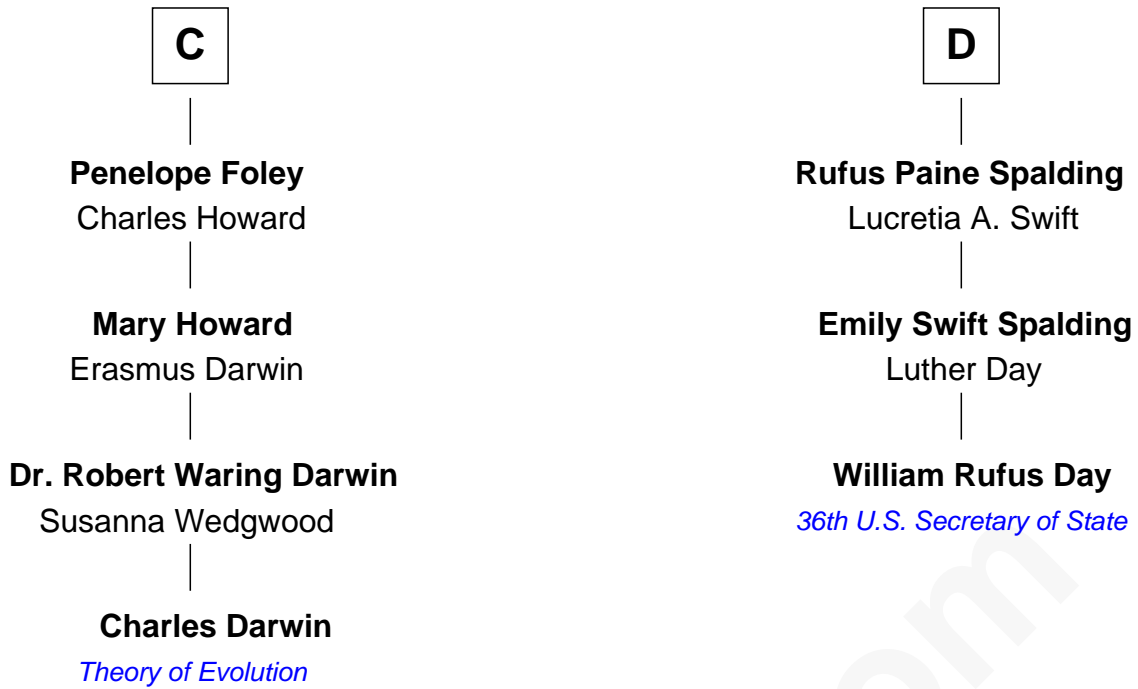 C
Penelope Foley
Charles Howard
Mary Howard
Erasmus Darwin
Dr. Robert Waring Darwin
Susanna Wedgwood
Charles Darwin
Theory of Evolution
D
Rufus Paine Spalding
Lucretia A. Swift
Emily Swift Spalding
Luther Day
William Rufus Day
36th U.S. Secretary of State
om